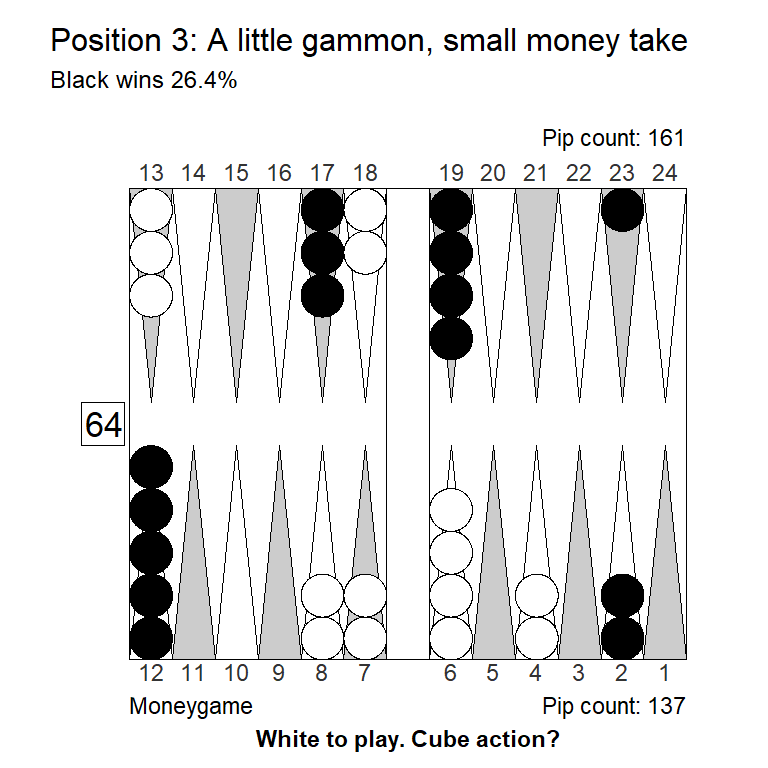 Position 3: A little gammon, small money take
Black wins 26.4%
Pip count: 161
13 14 15 16 17 18 19 20 21 22 23 24
64
12 11 10 9 8 7 6 5 4 3 2 1
Moneygame Pip count: 137
White to play. Cube action?